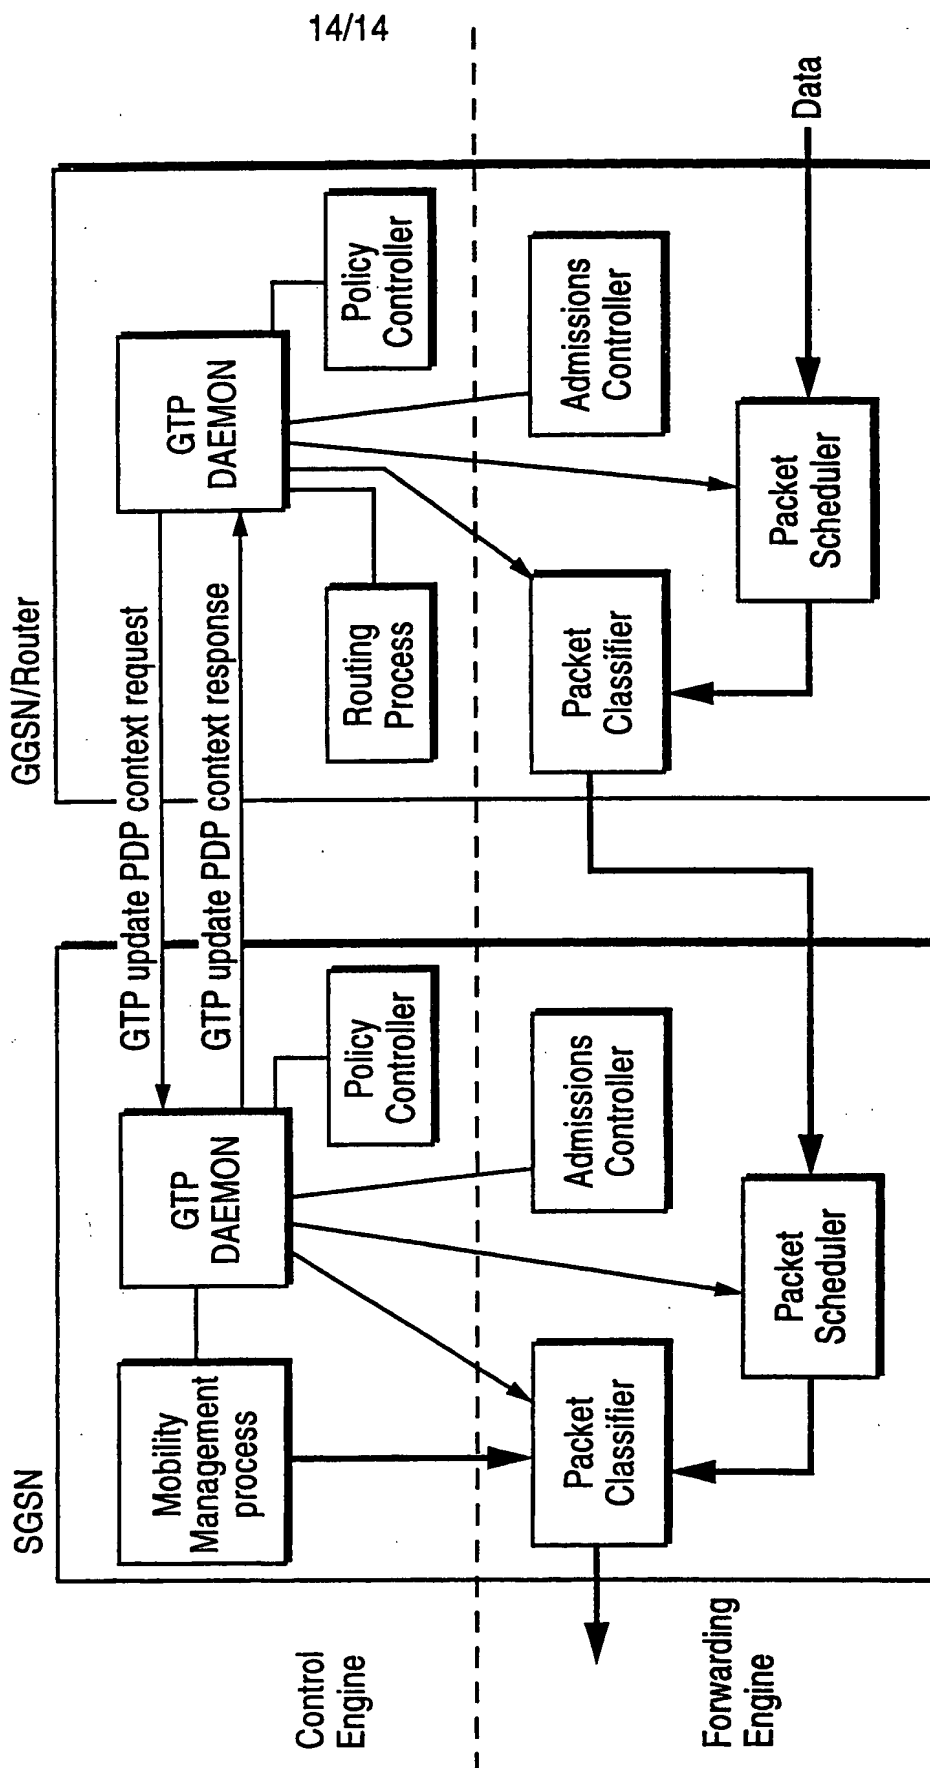 14/14
SGSN
GGSN/Router
GTP update PDP context request
GTP update PDP context response
Mobility
Management
process
GTP
DAEMON
Policy
Controller
GTP
DAEMON
Policy
Controller
Routing
Process
Control
Engine
Forwarding
Engine
Packet
Classifier
Admissions
Controller
Packet
Scheduler
Packet
Classifier
Admissions
Controller
Packet
Scheduler
Data